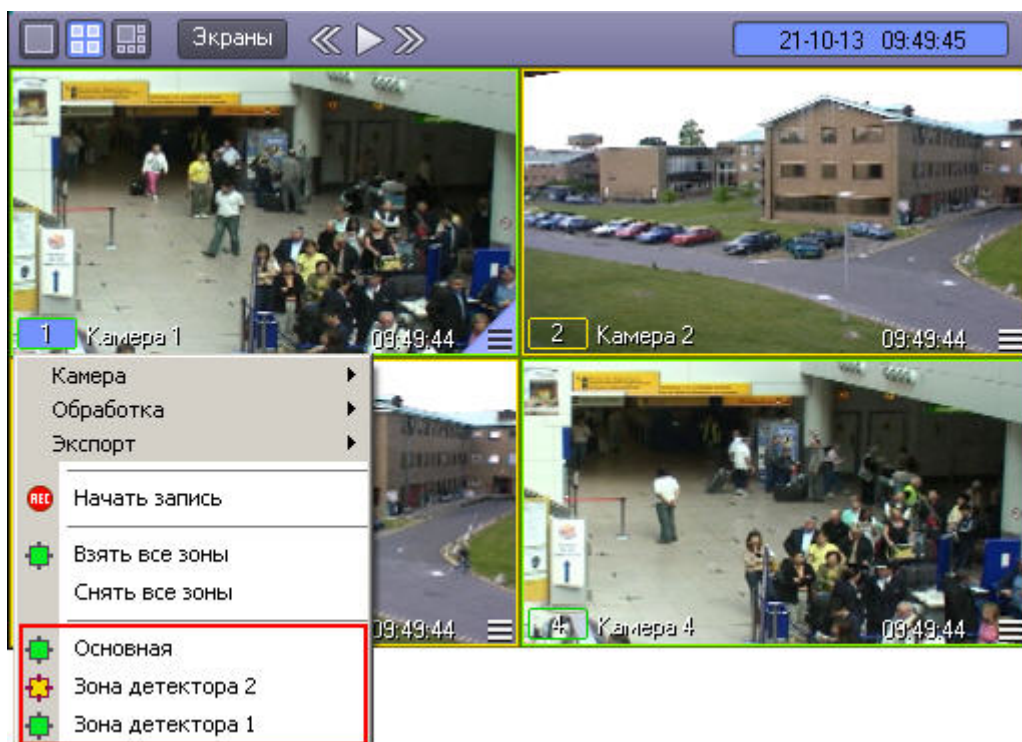 Экраны
21-10-13 09:49:45
1 Камера 1 09:49:44
2 Камера 2 09:49:44
Камера
Обработка
Экспорт
REC Начать запись
Взять все зоны
Снять все зоны
09:49:44
4 Камера 4 09:49:44
Основная
Зона детектора 2
Зона детектора 1